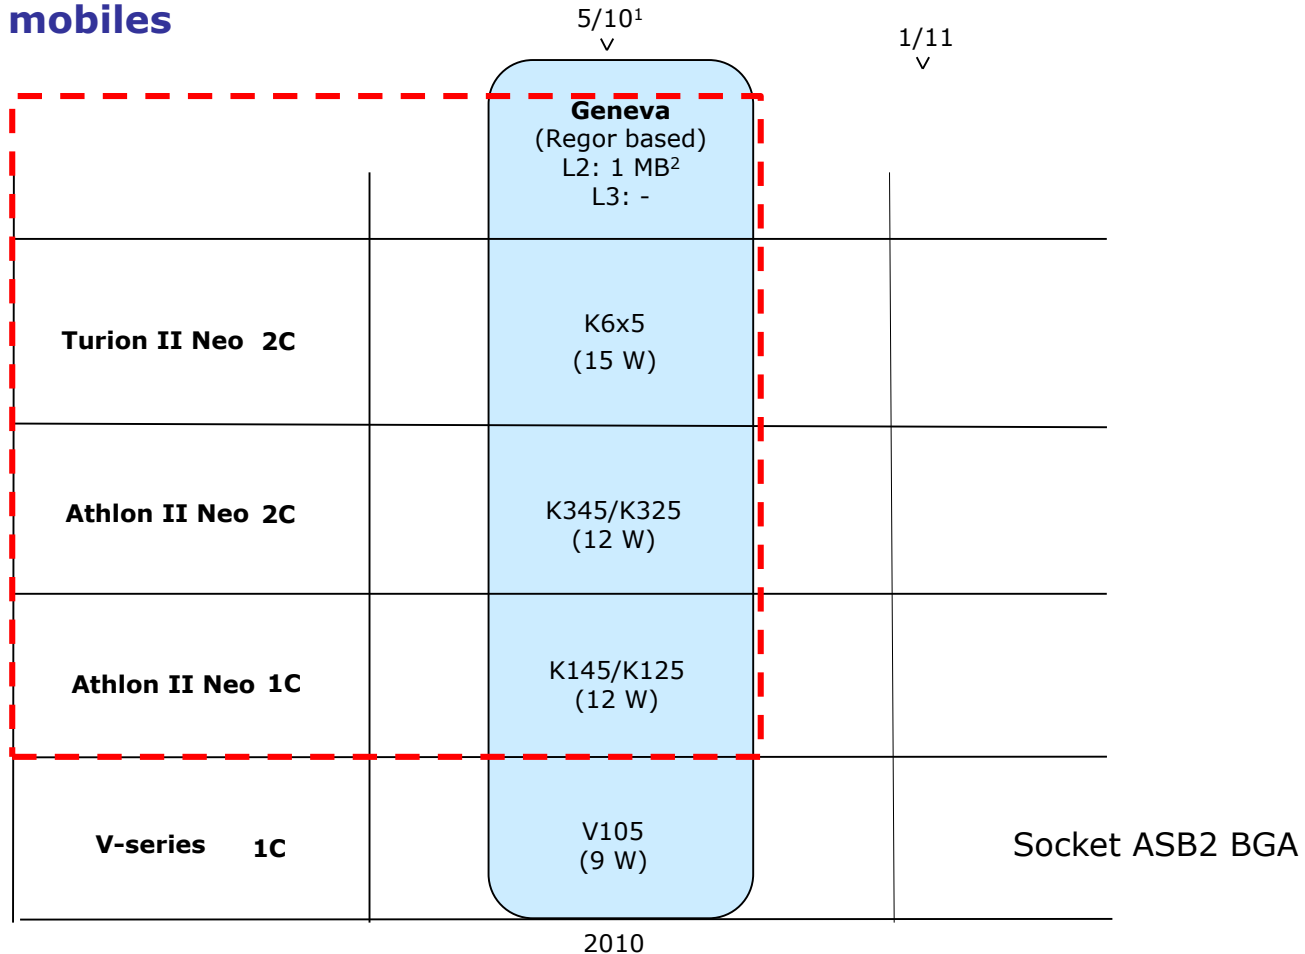 mobiles
5/10¹
1/11
Geneva
(Regor based)
L2: 1 MB²
L3: -
Turion II Neo 2C
K6x5
(15 W)
Athlon II Neo 2C
K345/K325
(12 W)
Athlon II Neo 1C
K145/K125
(12 W)
V-series 1C
V105
(9 W)
Socket ASB2 BGA
2010